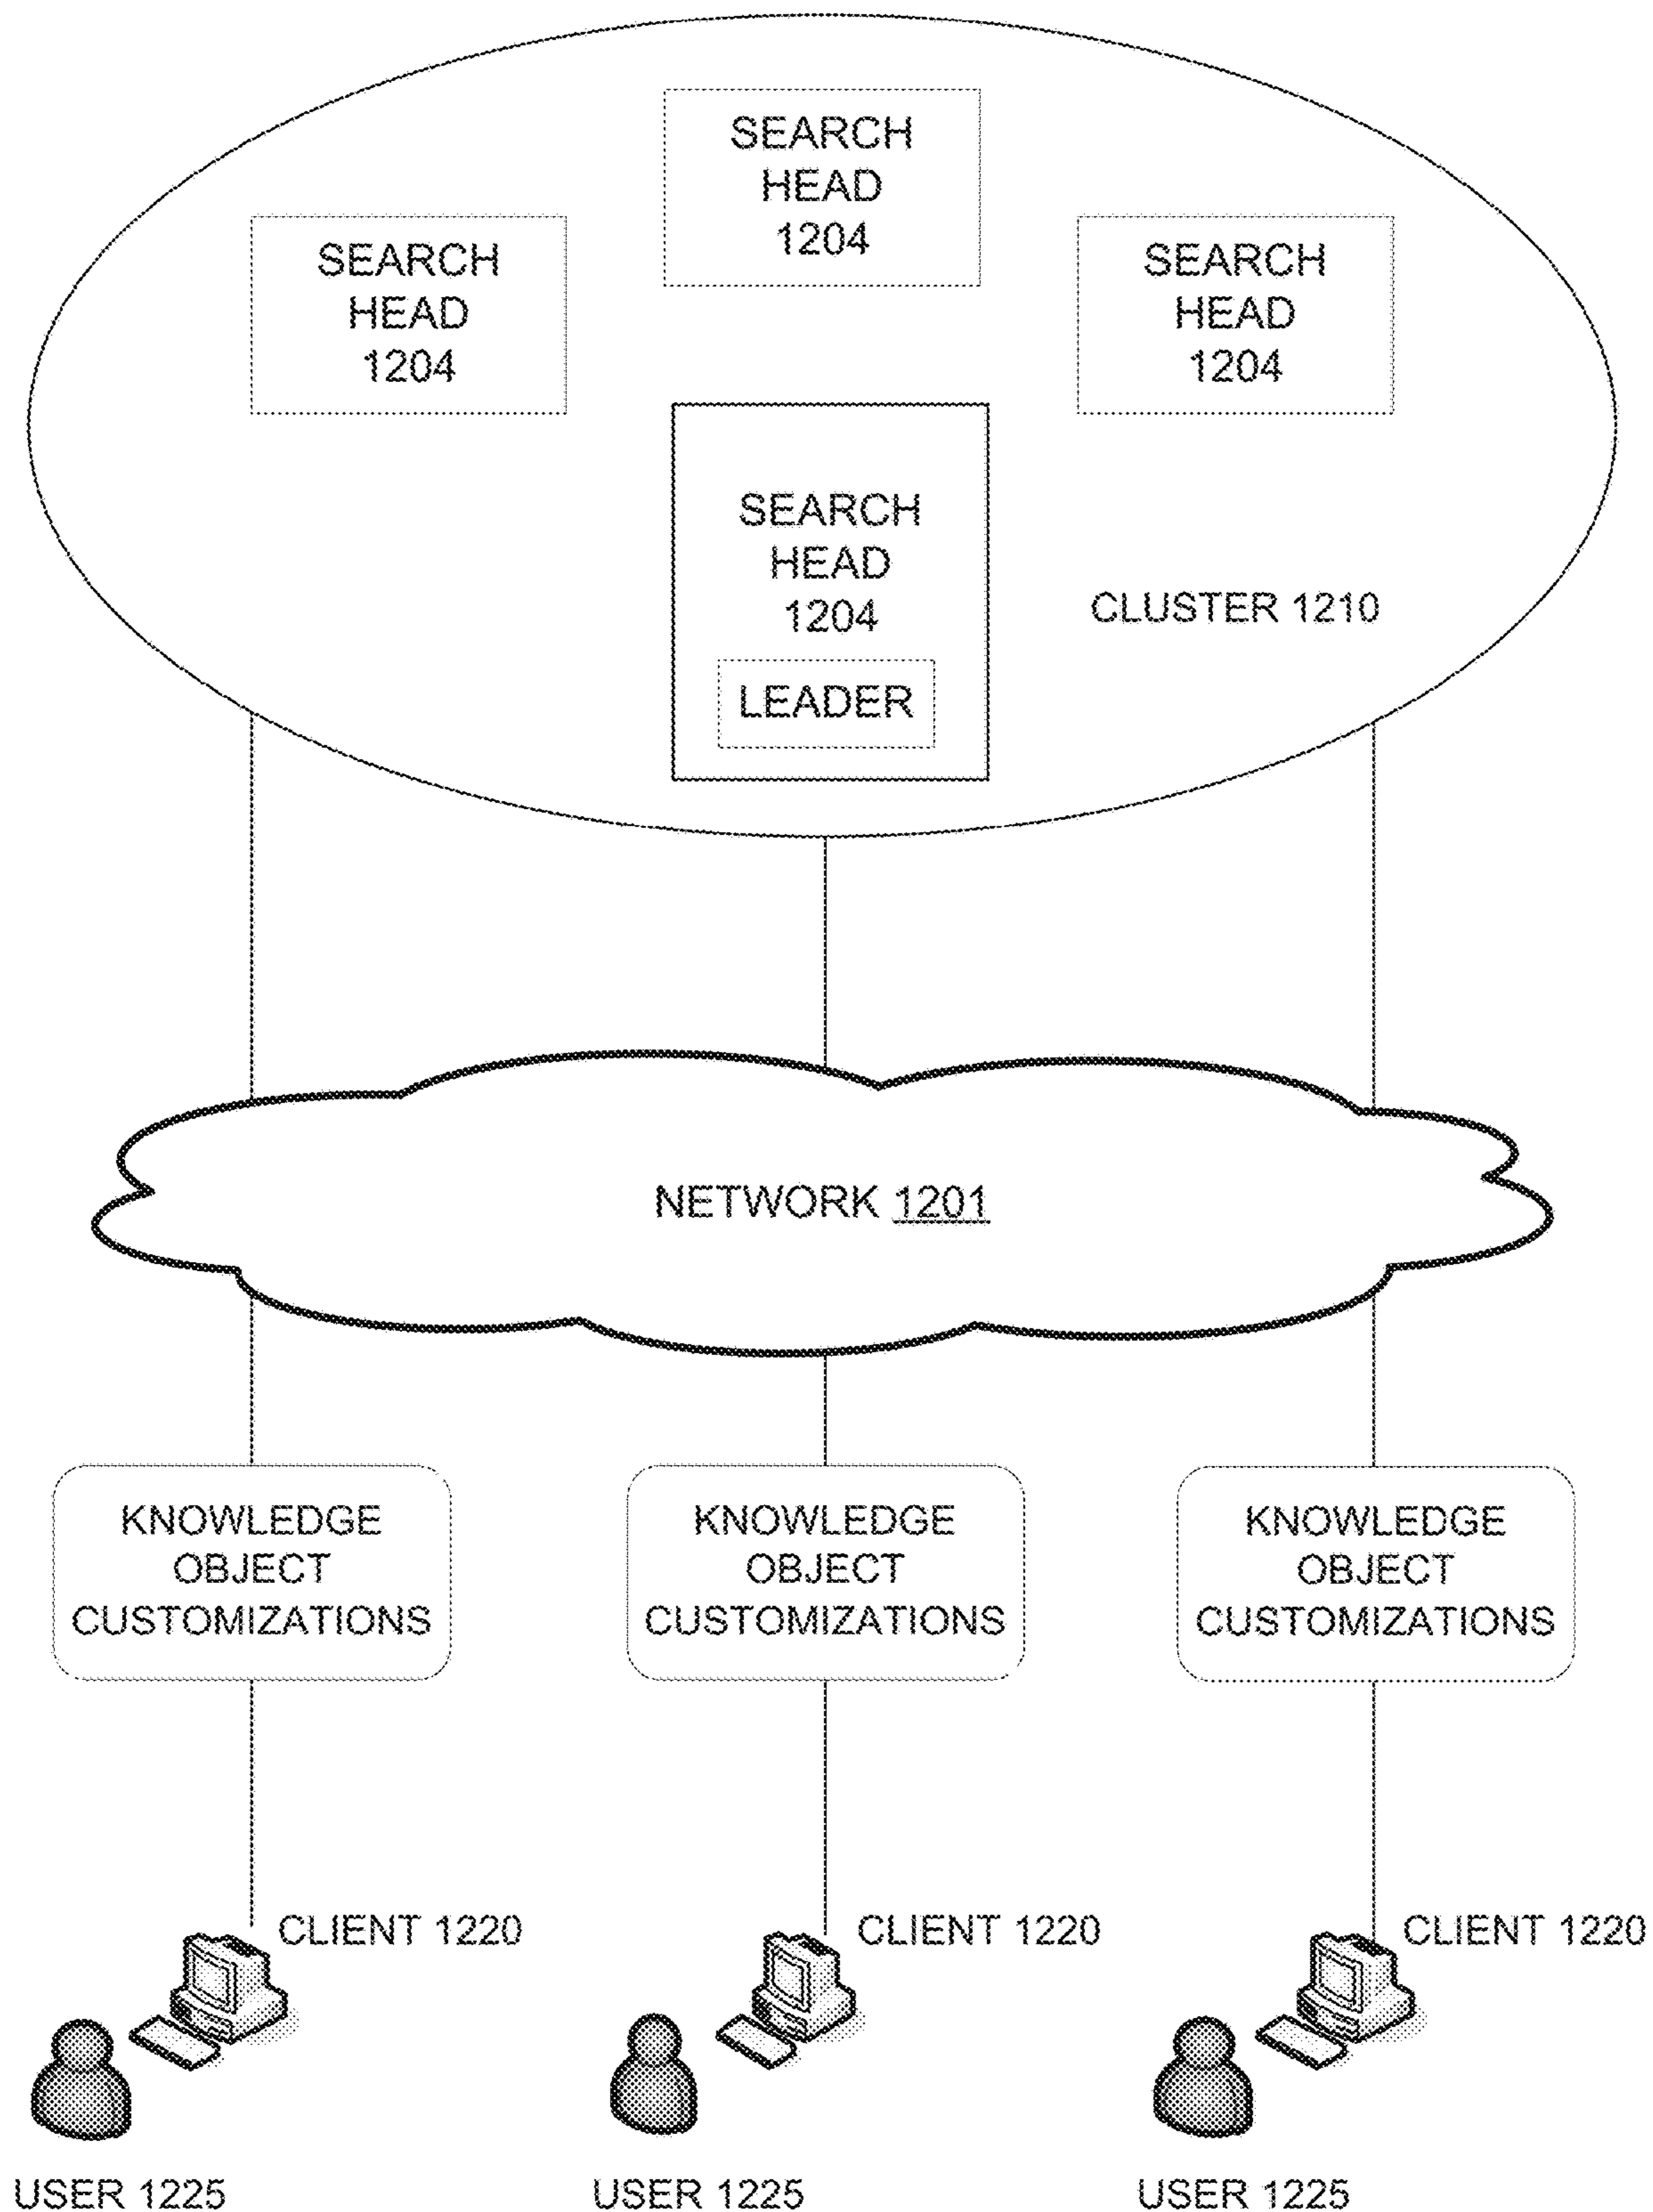 SEARCH
HEAD
1204
SEARCH
HEAD
1204
SEARCH
HEAD
1204
SEARCH
HEAD
1204
LEADER
CLUSTER 1210
NETWORK 1201
KNOWLEDGE
OBJECT
CUSTOMIZATIONS
KNOWLEDGE
OBJECT
CUSTOMIZATIONS
KNOWLEDGE
OBJECT
CUSTOMIZATIONS
CLIENT 1220
CLIENT 1220
CLIENT 1220
USER 1225
USER 1225
USER 1225